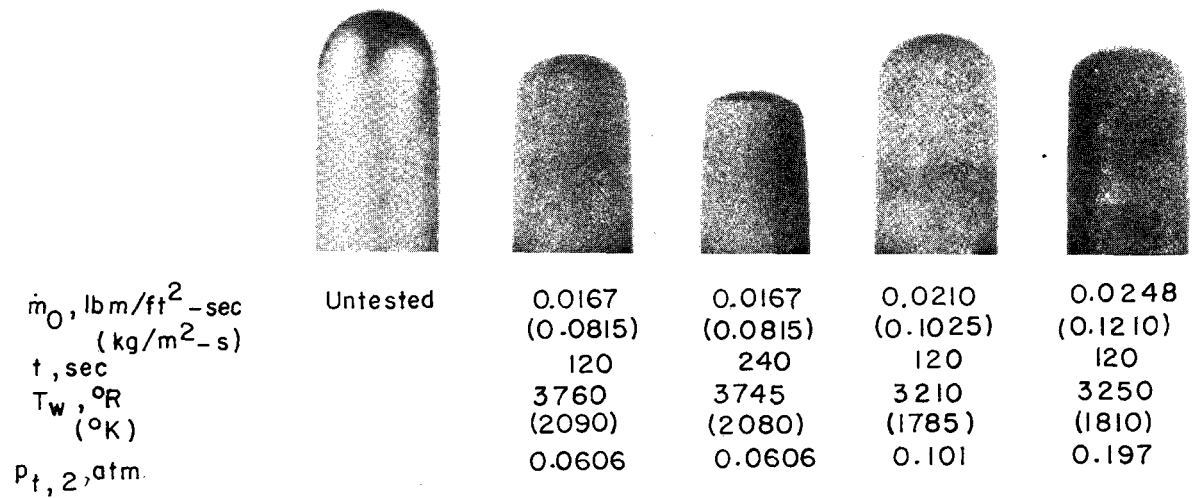 ṁ0, lbm/ft2-sec Untested 0.0167 0.0167 0.0210 0.0248
(kg/m2-s) (0.0815) (0.0815) (0.1025) (0.1210)
t, sec 120 240 120 120
Tw, °R 3760 3745 3210 3250
(°K) (2090) (2080) (1785) (1810)
Pt, 2, atm. 0.0606 0.0606 0.101 0.197